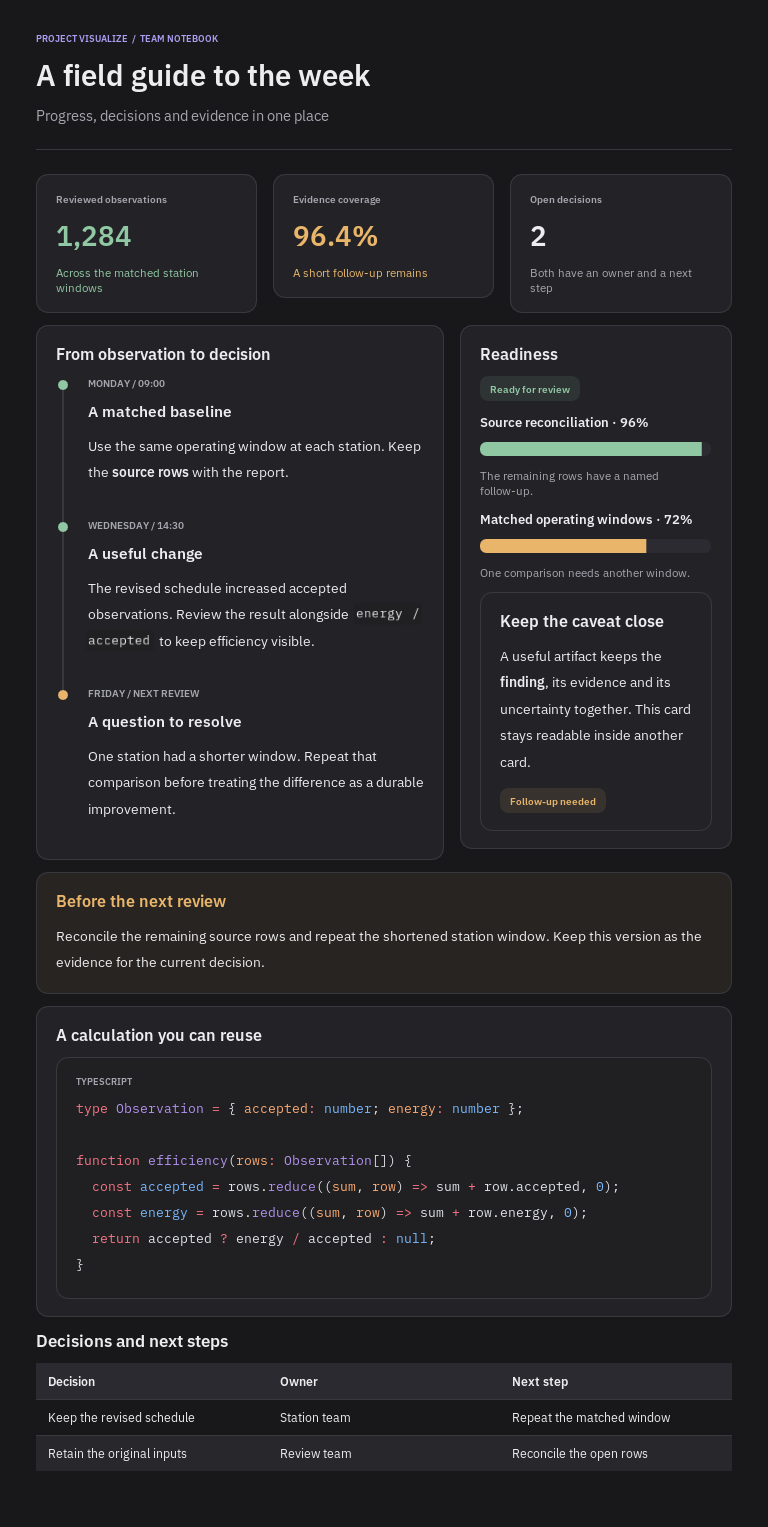 PROJECT VISUALIZE / TEAM NOTEBOOK
A field guide to the week
Progress, decisions and evidence in one place
Reviewed observations
1,284
Across the matched station
windows
Evidence coverage
96.4%
A short follow-up remains
Open decisions
2
Both have an owner and a next
step
From observation to decision
MONDAY / 09:00
A matched baseline
Use the same operating window at each station. Keep
the source rows with the report.
WEDNESDAY / 14:30
A useful change
The revised schedule increased accepted
observations. Review the result alongside energy /
accepted to keep efficiency visible.
FRIDAY / NEXT REVIEW
A question to resolve
One station had a shorter window. Repeat that
comparison before treating the difference as a durable
improvement.
Readiness
Ready for review
Source reconciliation · 96%
The remaining rows have a named
follow-up.
Matched operating windows · 72%
One comparison needs another window.
Keep the caveat close
A useful artifact keeps the
finding, its evidence and its
uncertainty together. This card
stays readable inside another
card.
Follow-up needed
Before the next review
Reconcile the remaining source rows and repeat the shortened station window. Keep this version as the
evidence for the current decision.
A calculation you can reuse
TYPESCRIPT
type Observation = { accepted: number; energy: number };
function efficiency(rows: Observation[]) {
  const accepted = rows.reduce((sum, row) => sum + row.accepted, 0);
  const energy = rows.reduce((sum, row) => sum + row.energy, 0);
  return accepted ? energy / accepted : null;
}
Decisions and next steps
Decision Owner Next step
Keep the revised schedule Station team Repeat the matched window
Retain the original inputs Review team Reconcile the open rows